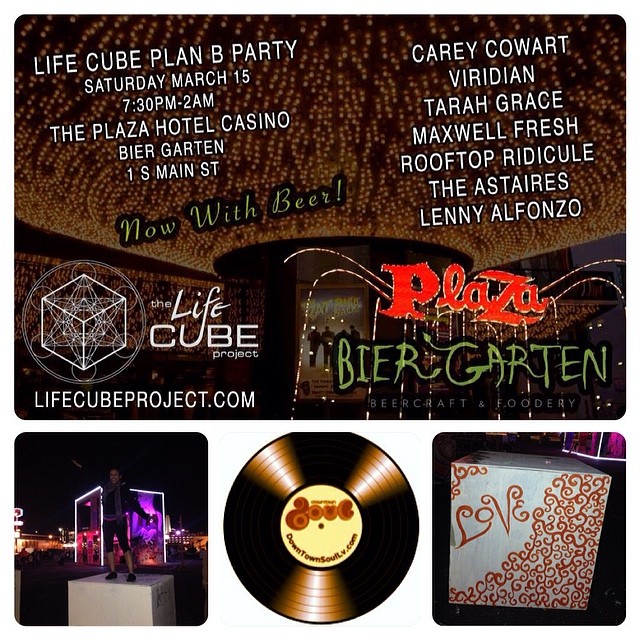 LIFE CUBE PLAN B PARTY
SATURDAY MARCH 15
7:30PM-2AM
THE PLAZA HOTEL CASINO
BIER GARTEN
1 S MAIN ST
Now With Beer!
CAREY COWART
VIRIDIAN
TARAH GRACE
MAXWELL FRESH
ROOFTOP RIDICULE
THE ASTAIRES
LENNY ALFONZO
the Life
CUBE
project
LIFECUBEPROJECT.COM
Plaza
BIER GARTEN
BEERCRAFT & FOODERY
Soul
DownTownSoulLv.com
LOVE